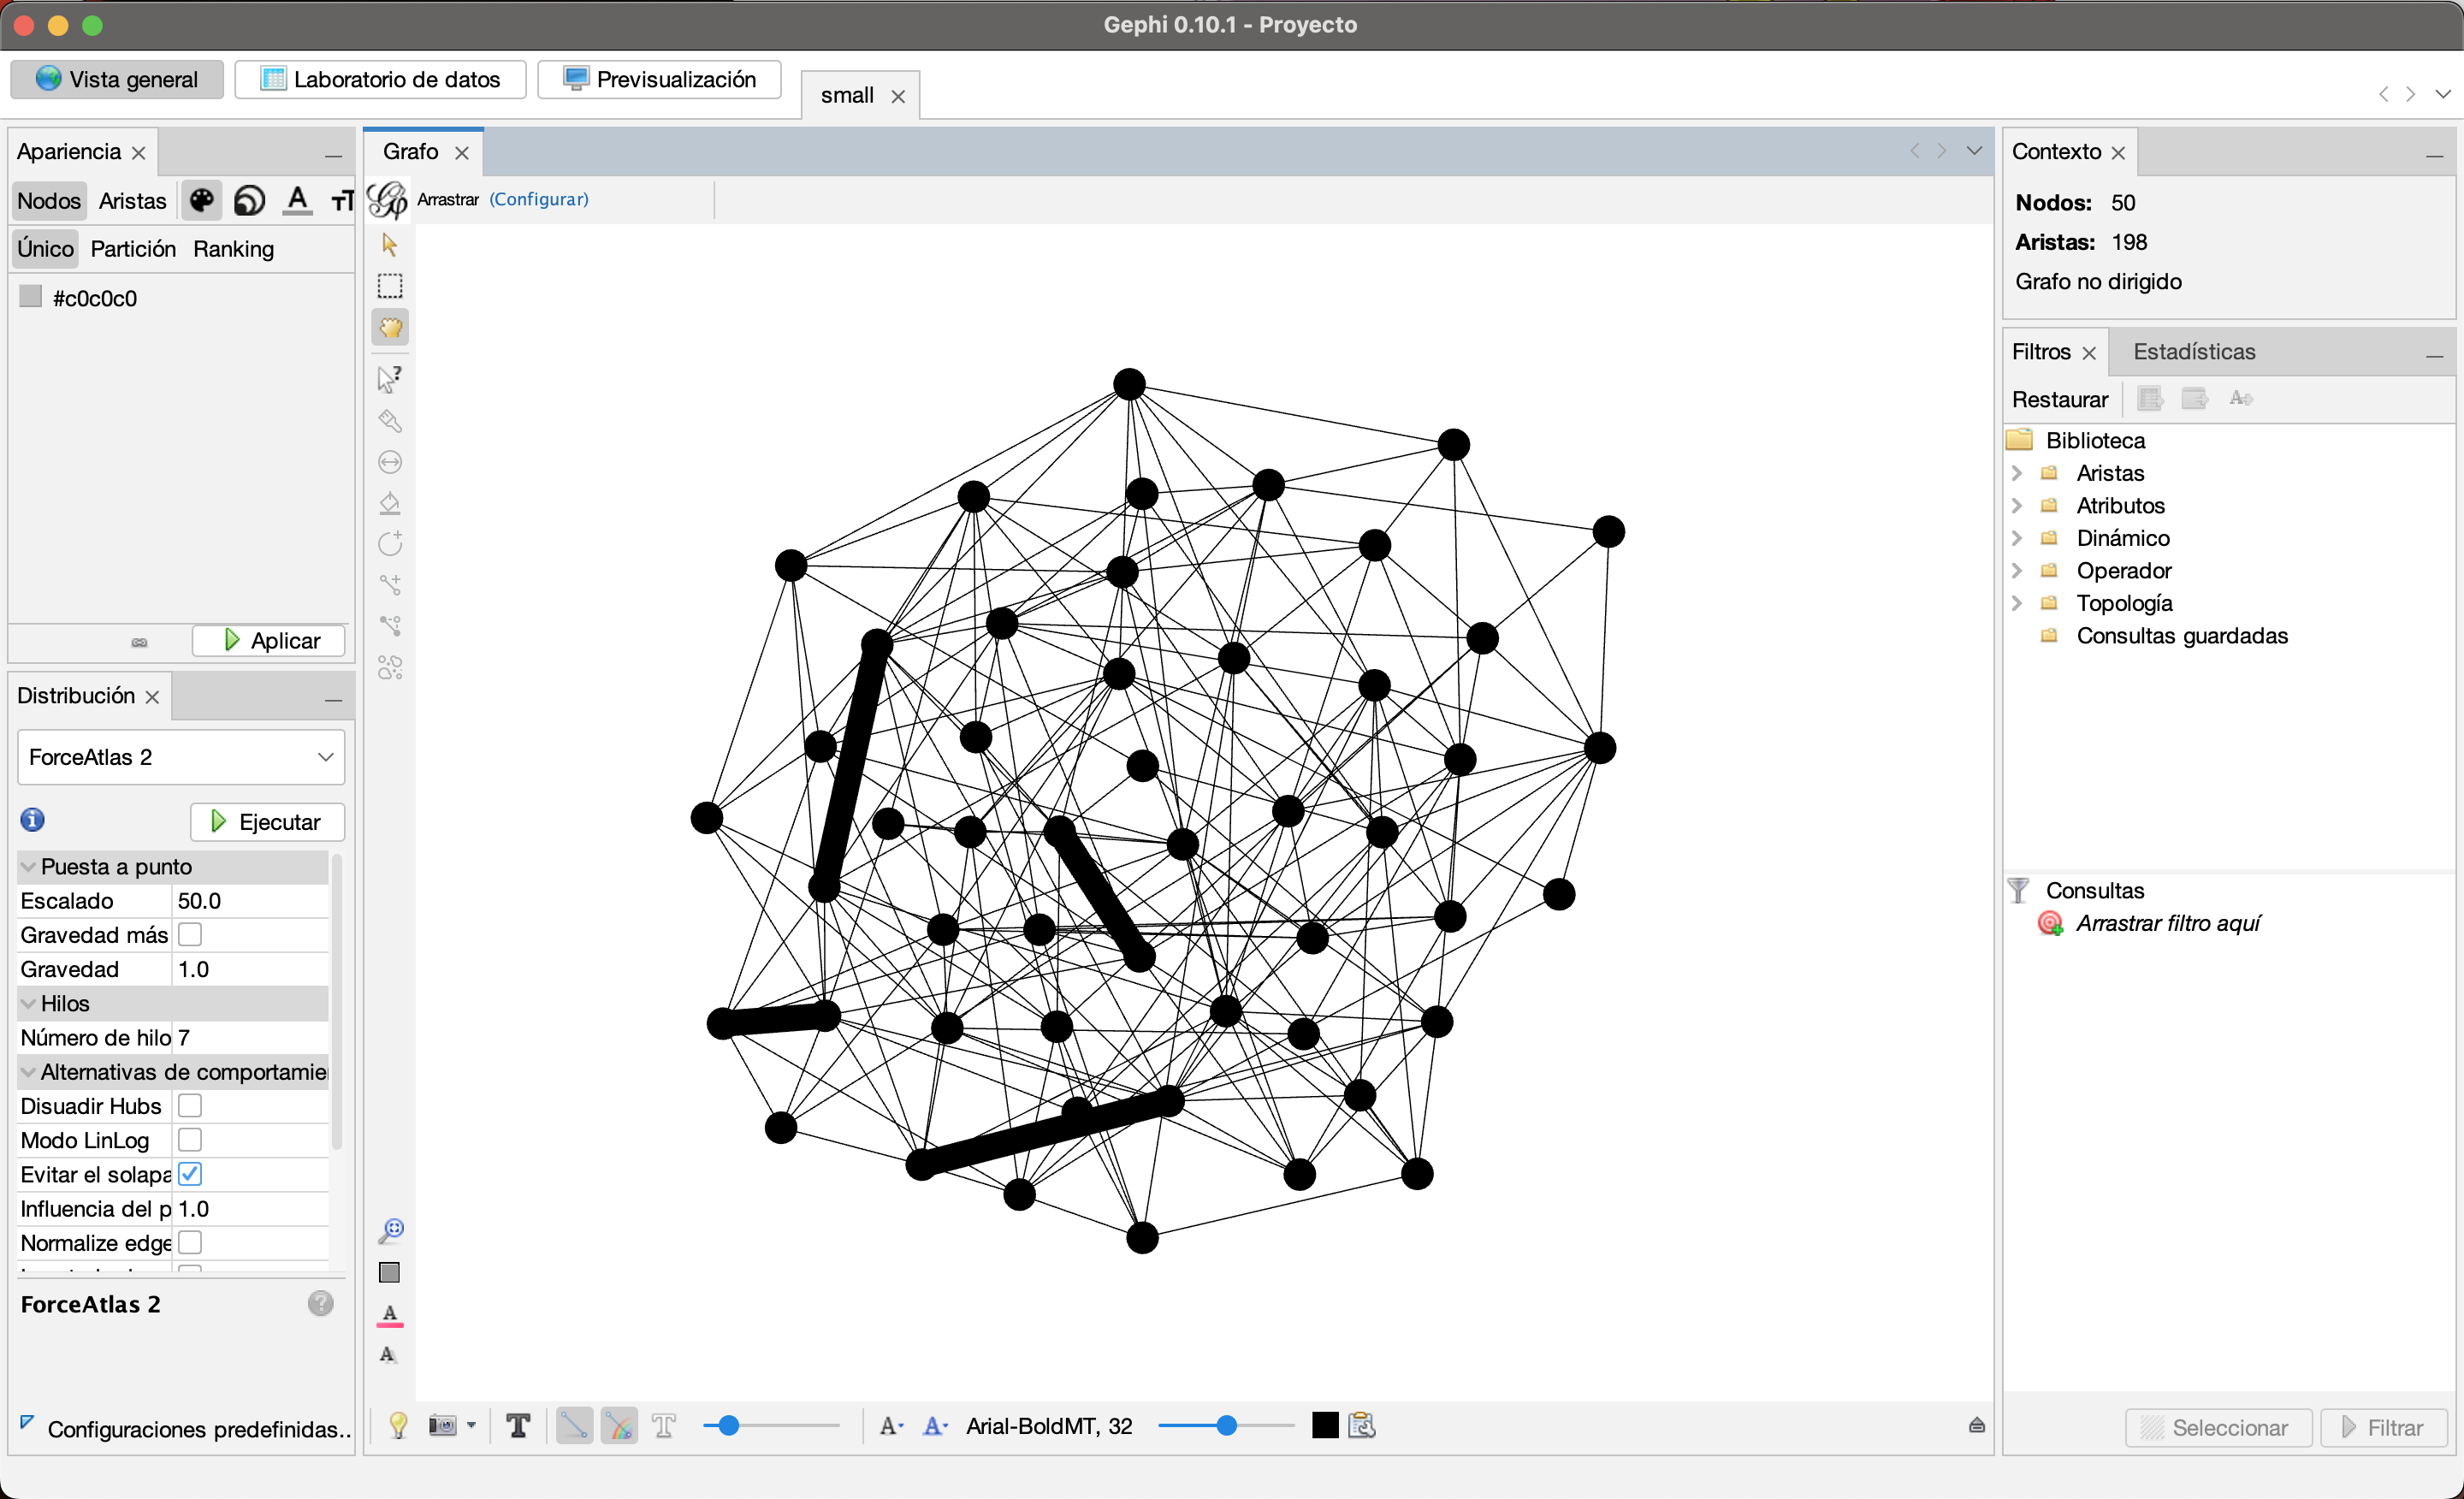 Gephi 0.10.1 - Proyecto
Vista general
Laboratorio de datos
Previsualización
small
Apariencia
Nodos
Aristas
Único
Partición
Ranking
#c0c0c0
Aplicar
Distribución
ForceAtlas 2
Ejecutar
Puesta a punto
Escalado 50.0
Gravedad más
Gravedad 1.0
Hilos
Número de hilo 7
Alternativas de comportamie
Disuadir Hubs
Modo LinLog
Evitar el solapa
Influencia del p 1.0
Normalize edge
ForceAtlas 2
Configuraciones predefinidas..
Grafo
Arrastrar (Configurar)
Arial-BoldMT, 32
Contexto
Nodos: 50
Aristas: 198
Grafo no dirigido
Filtros
Estadísticas
Restaurar
Biblioteca
Aristas
Atributos
Dinámico
Operador
Topología
Consultas guardadas
Consultas
Arrastrar filtro aquí
Seleccionar
Filtrar